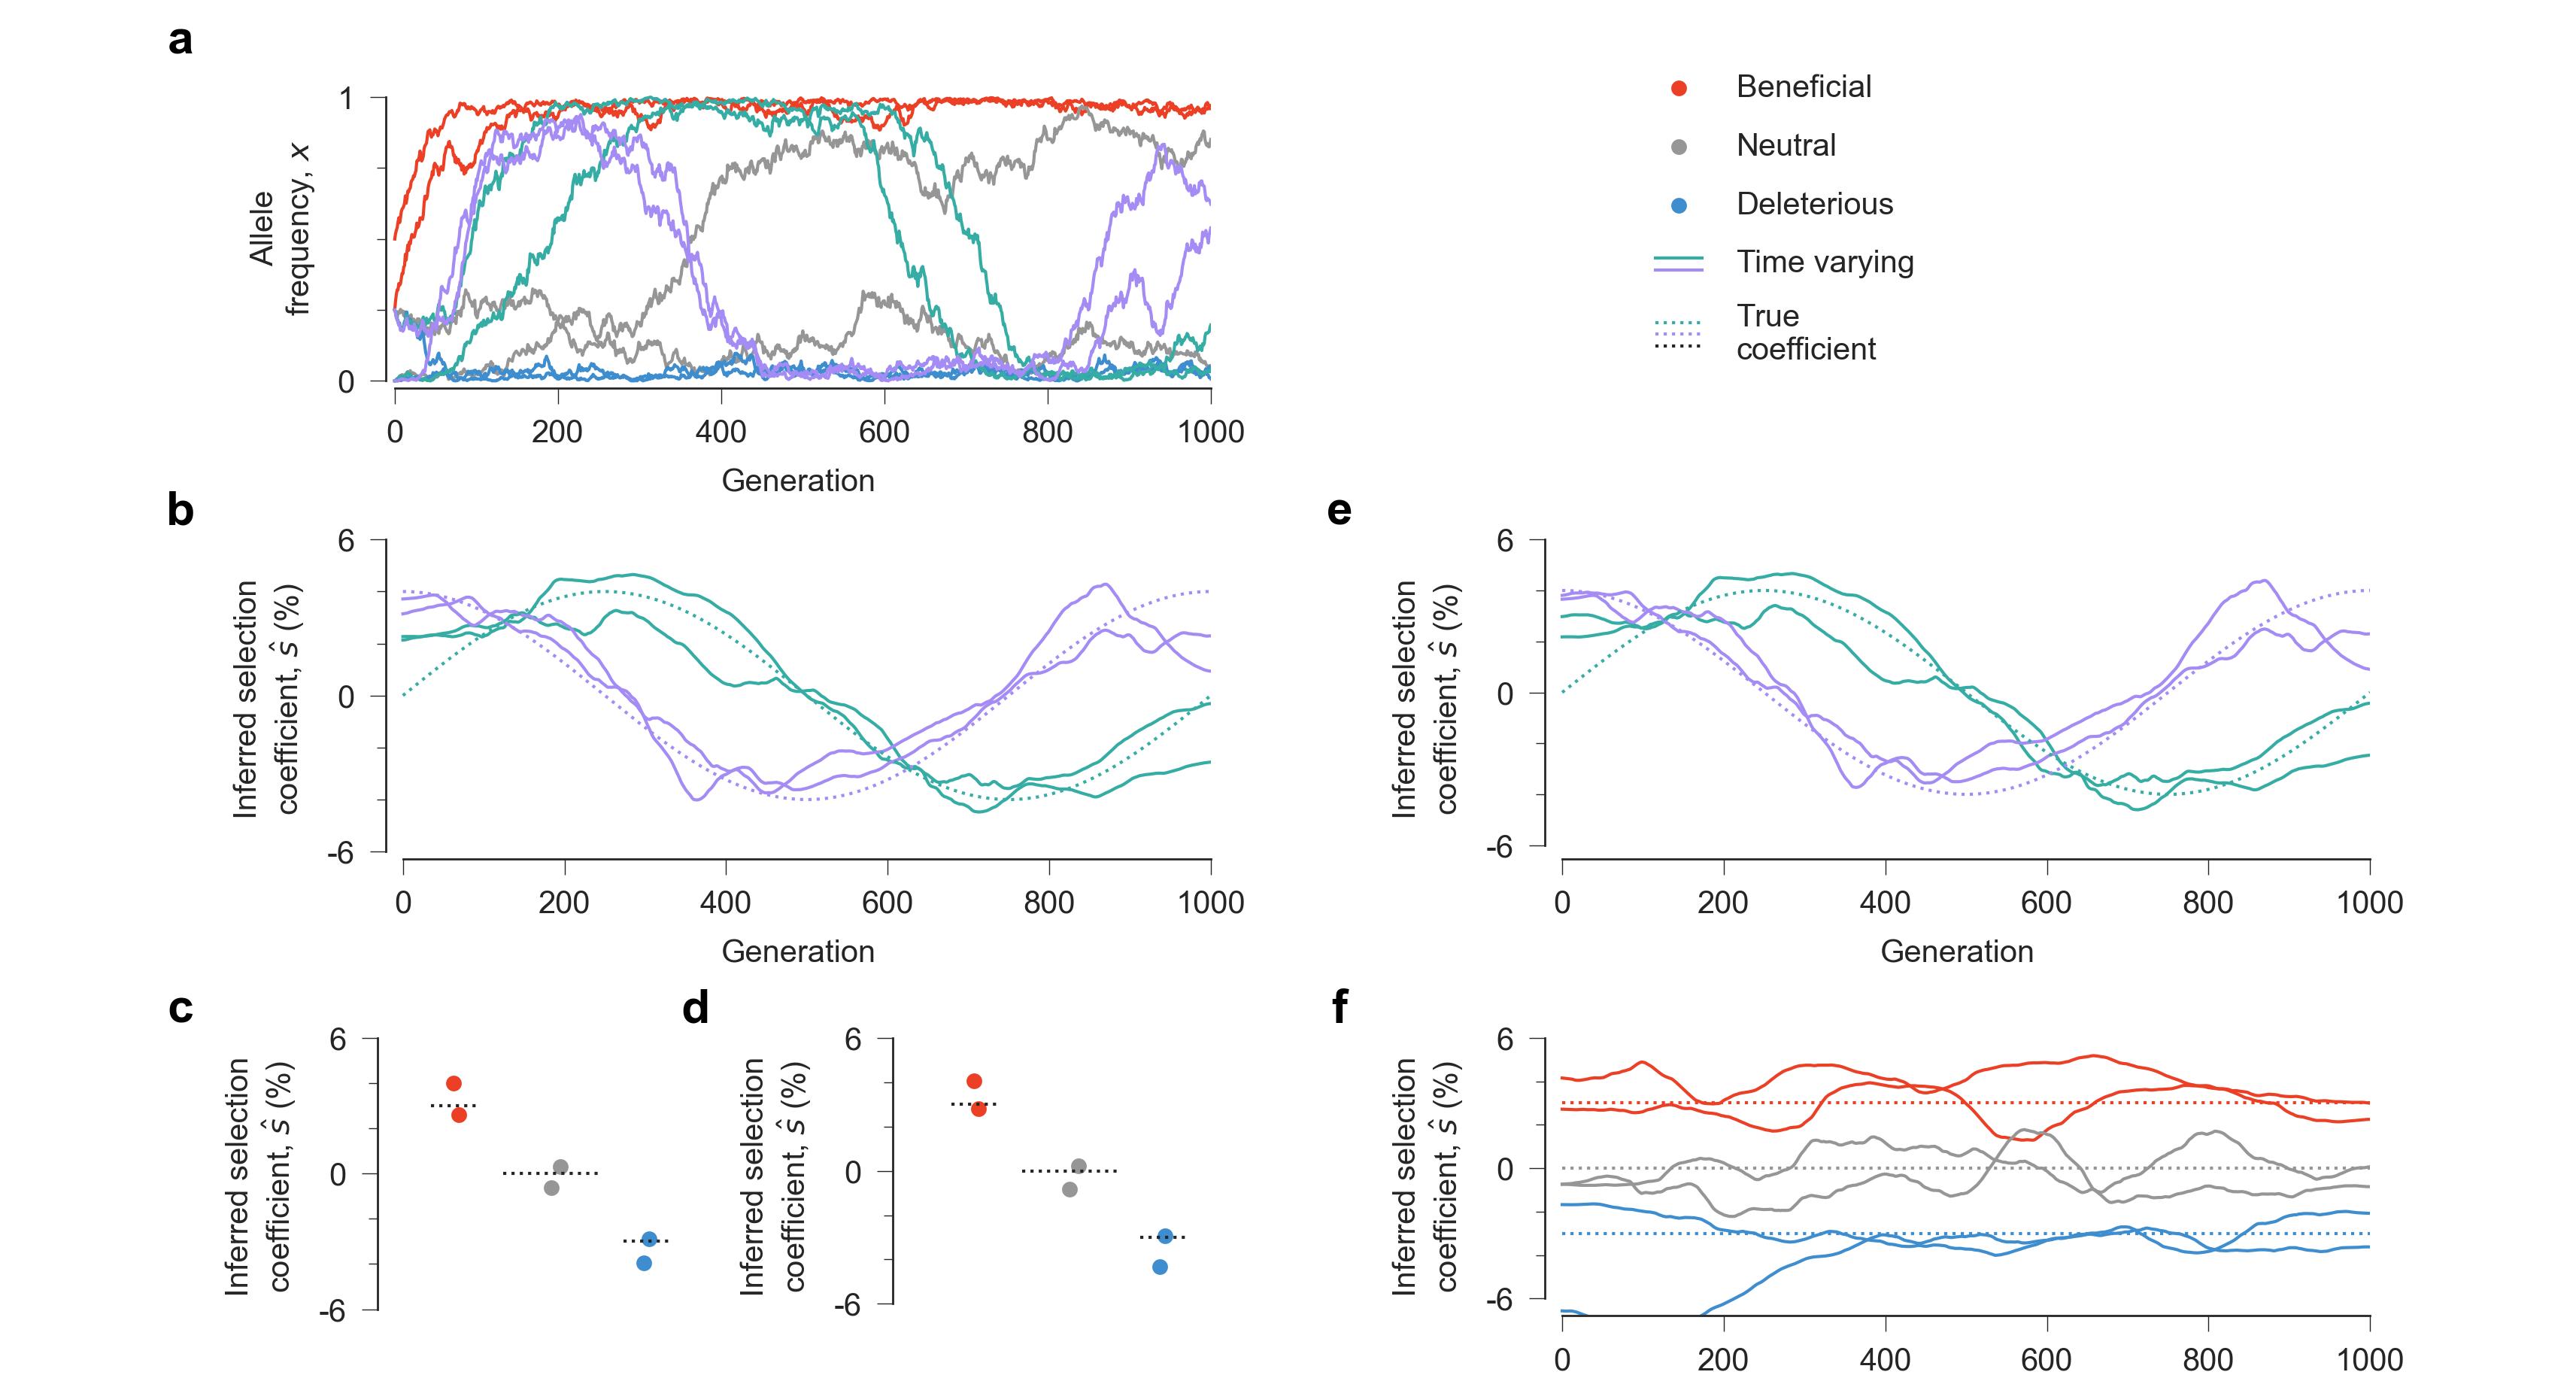 a
1
0
Allele
frequency, x
0 200 400 600 800 1000
Generation
Beneficial
Neutral
Deleterious
Time varying
True
coefficient
b
6
0
-6
Inferred selection
coefficient, ŝ (%)
0 200 400 600 800 1000
Generation
e
6
0
-6
Inferred selection
coefficient, ŝ (%)
0 200 400 600 800 1000
Generation
c
6
0
-6
Inferred selection
coefficient, ŝ (%)
d
6
0
-6
Inferred selection
coefficient, ŝ (%)
f
6
0
-6
Inferred selection
coefficient, ŝ (%)
0 200 400 600 800 1000